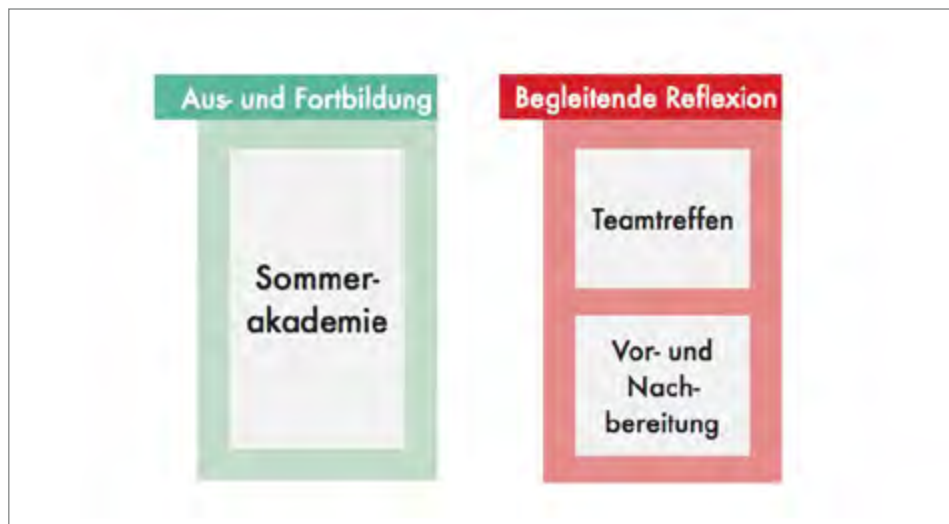 Aus- und Fortbildung
Sommer-
akademie
Begleitende Reflexion
Teamtreffen
Vor- und
Nach-
bereitung